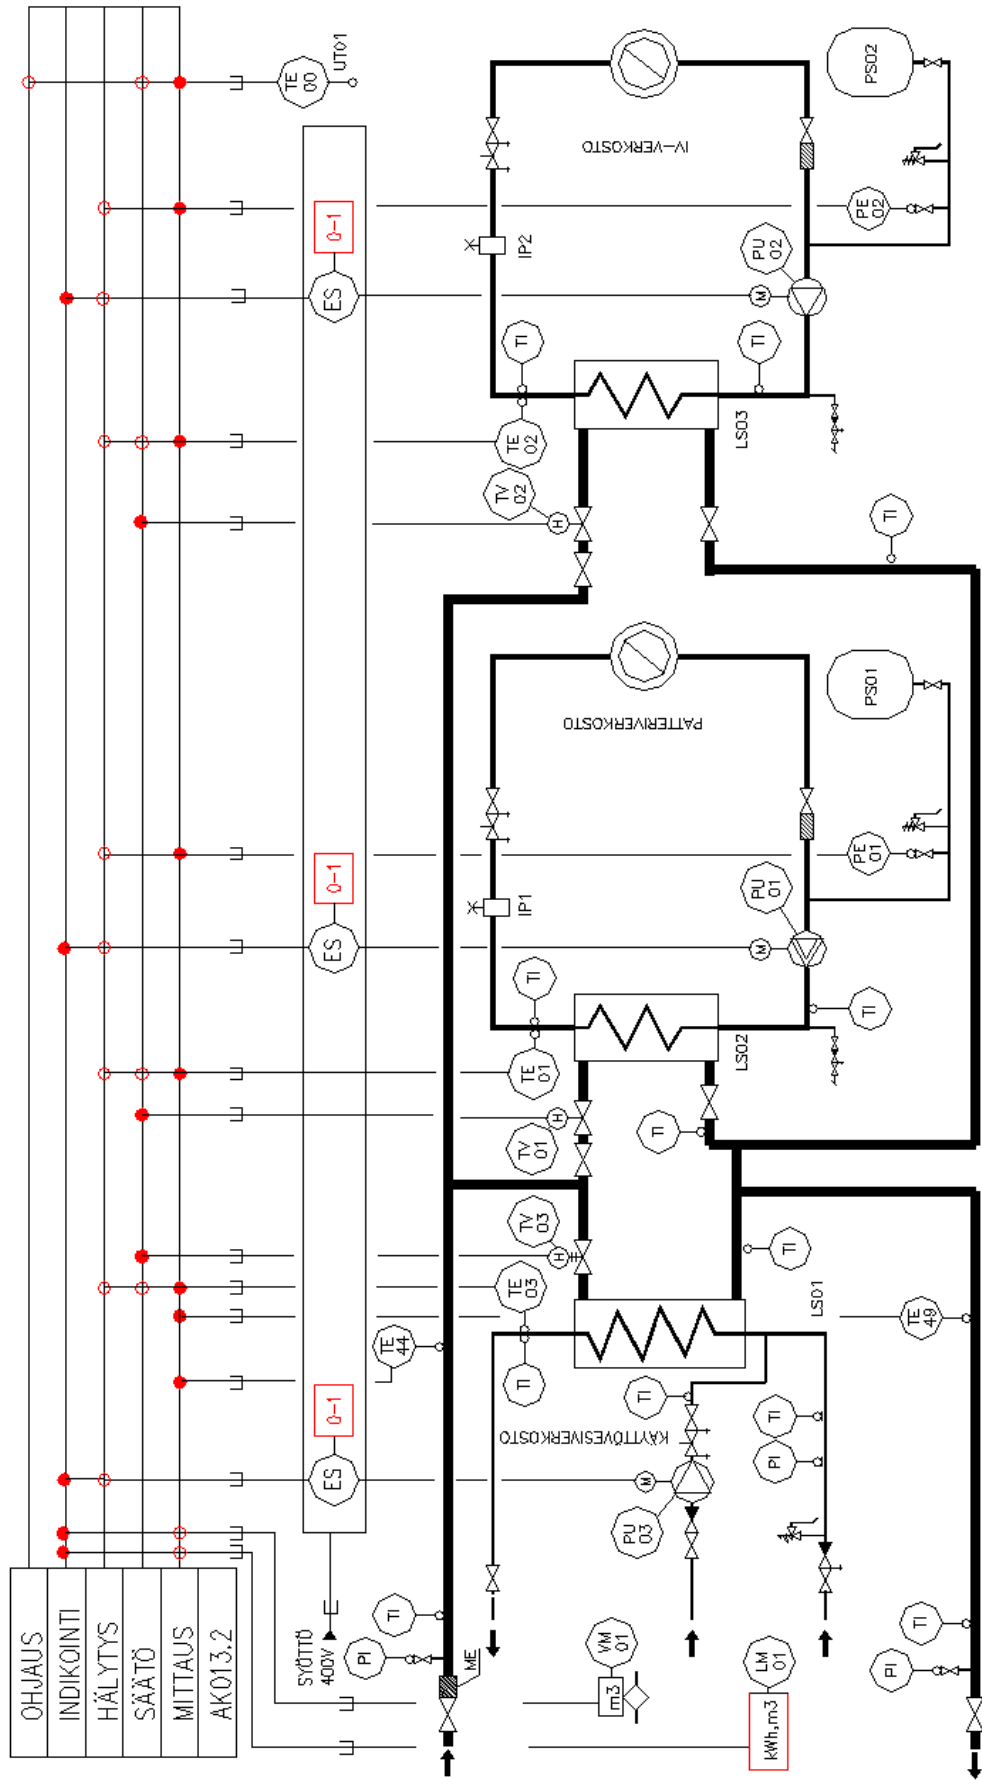 OHJAUS
INDIKOINTI
HÄLYTYS
SÄÄTÖ
MITTAUS
AK013.2
TE
00
UT01
SYÖTTÖ
400V
ES
0-1
ES
0-1
ES
0-1
PI
TI
TE
44
ME
TI
TE
03
TV
03
TV
01
TE
01
TI
IP1
TV
02
TE
02
TI
IP2
KÄYTTÖVESIVERKOSTO
PATTERIVERKOSTO
IV-VERKOSTO
m3
VM
01
PU
03
M
TI
H
H
H
TI
kWh,m3
LM
01
PI
TI
LS01
TI
LS02
M
PU
01
TI
PE
01
PS01
LS03
TI
M
PU
02
PE
02
PS02
PI
TI
TE
49
TI